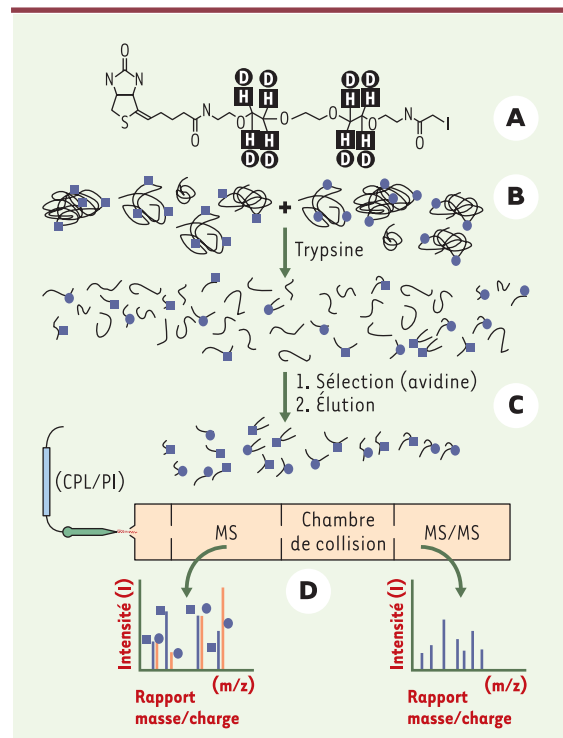 O
N
N
S
O
N
O
O
O
O
N
O
I
D
D
D
D
H
H
H
H
H
H
H
H
D
D
D
D
A
B
+
Trypsine
1. Sélection (avidine)
2. Élution
C
(CPL/PI)
MS
Chambre
de collision
MS/MS
D
Intensité (I)
(m/z)
Rapport
masse/charge
Intensité (I)
(m/z)
Rapport
masse/charge